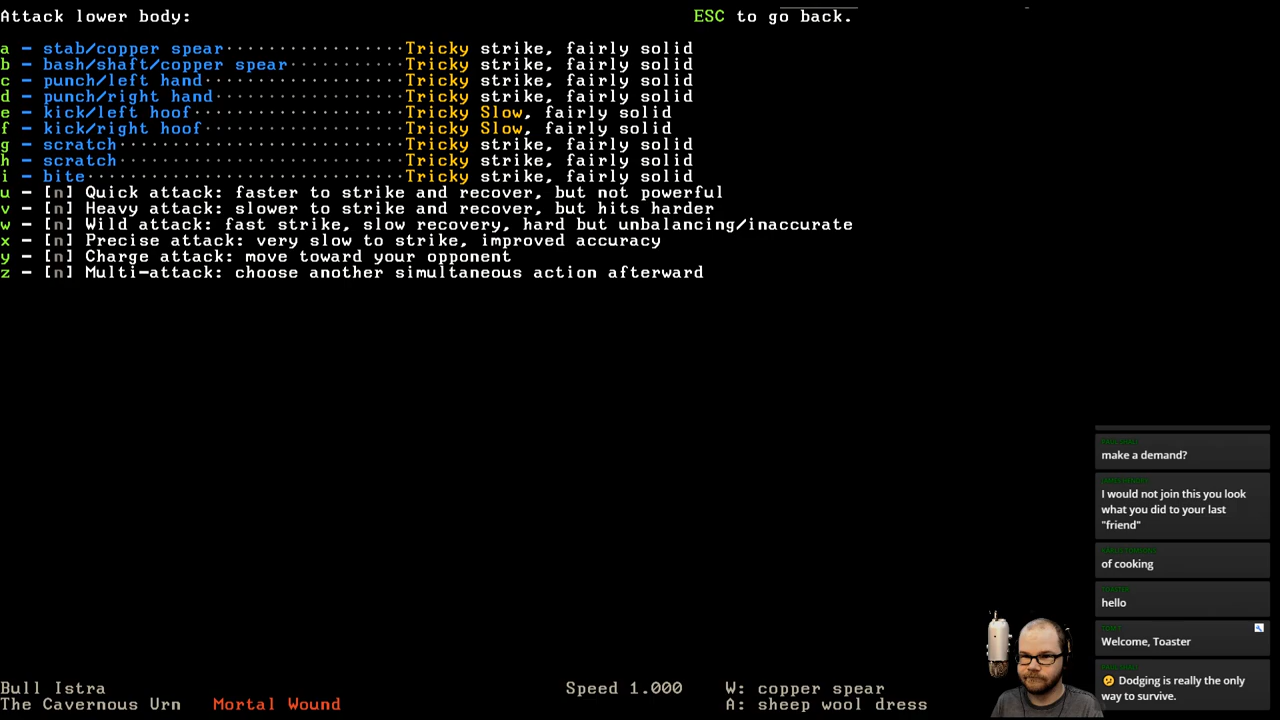 Attack lower body: ESC to go back.
a - stab/copper spear·················Tricky strike, fairly solid
b - bash/shaft/copper spear···········Tricky strike, fairly solid
c - punch/left hand···················Tricky strike, fairly solid
d - punch/right hand··················Tricky strike, fairly solid
e - kick/left hoof····················Tricky Slow, fairly solid
f - kick/right hoof···················Tricky Slow, fairly solid
g - scratch···························Tricky strike, fairly solid
h - scratch···························Tricky strike, fairly solid
i - bite······························Tricky strike, fairly solid
u - [n] Quick attack: faster to strike and recover, but not powerful
v - [n] Heavy attack: slower to strike and recover, but hits harder
w - [n] Wild attack: fast strike, slow recovery, hard but unbalancing/inaccurate
x - [n] Precise attack: very slow to strike, improved accuracy
y - [n] Charge attack: move toward your opponent
z - [n] Multi-attack: choose another simultaneous action afterward
make a demand?
I would not join this you look
what you did to your last
"friend"
of cooking
hello
Welcome, Toaster
😕 Dodging is really the only
way to survive.
Bull Istra Speed 1.000 W: copper spear
The Cavernous Urn Mortal Wound A: sheep wool dress